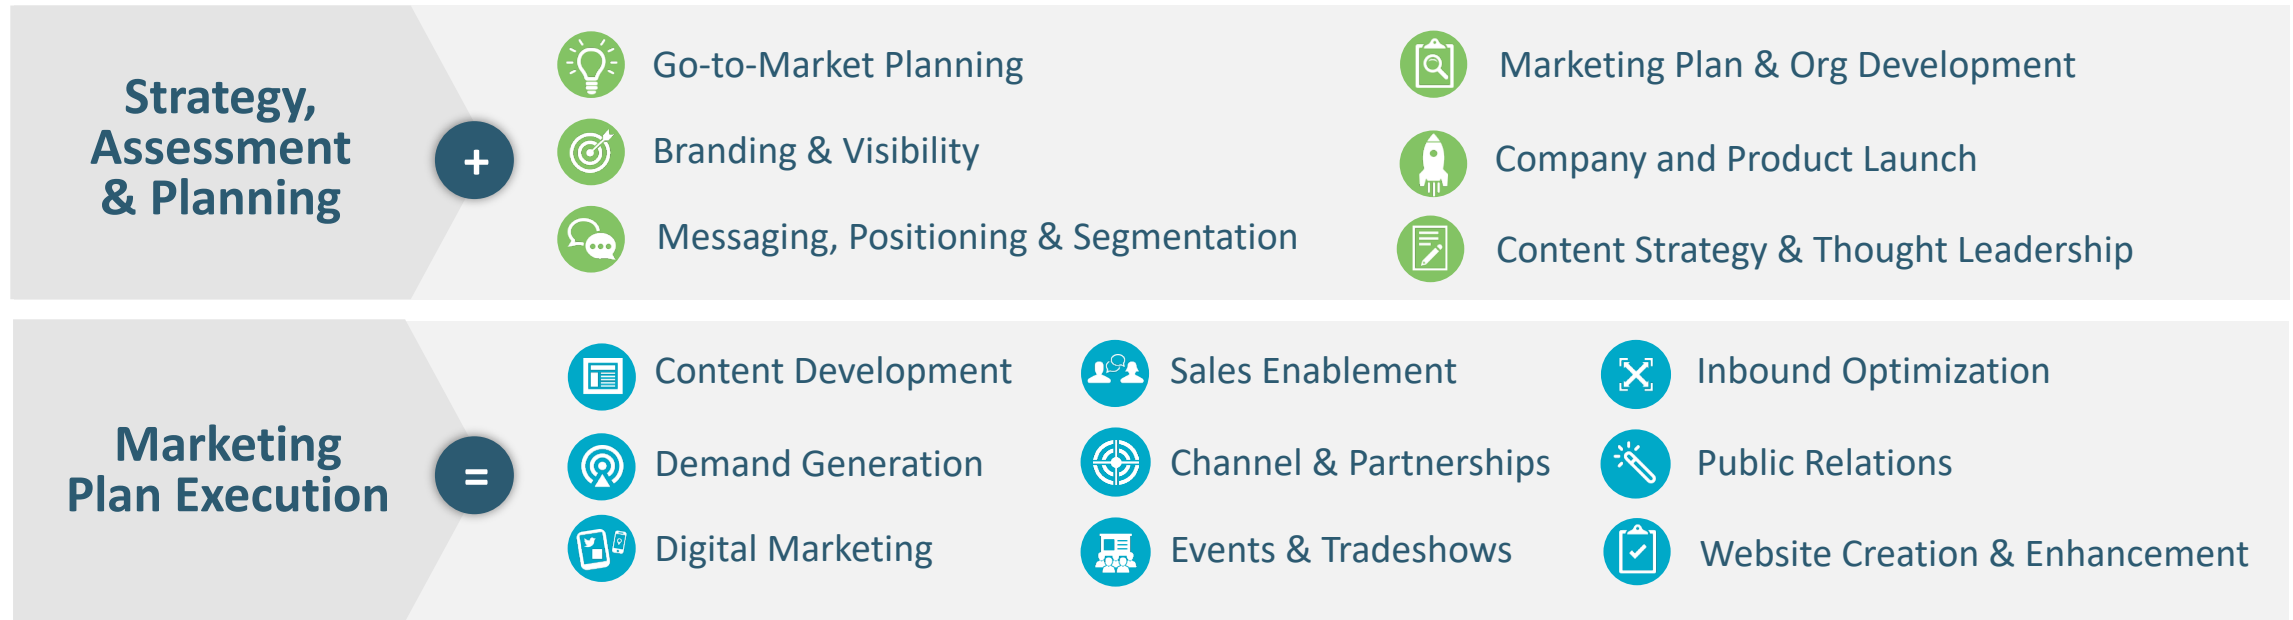 Strategy,
Assessment
& Planning
+
Go-to-Market Planning
Branding & Visibility
Messaging, Positioning & Segmentation
Marketing Plan & Org Development
Company and Product Launch
Content Strategy & Thought Leadership
Marketing
Plan Execution
=
Content Development
Demand Generation
Digital Marketing
Sales Enablement
Channel & Partnerships
Events & Tradeshows
Inbound Optimization
Public Relations
Website Creation & Enhancement